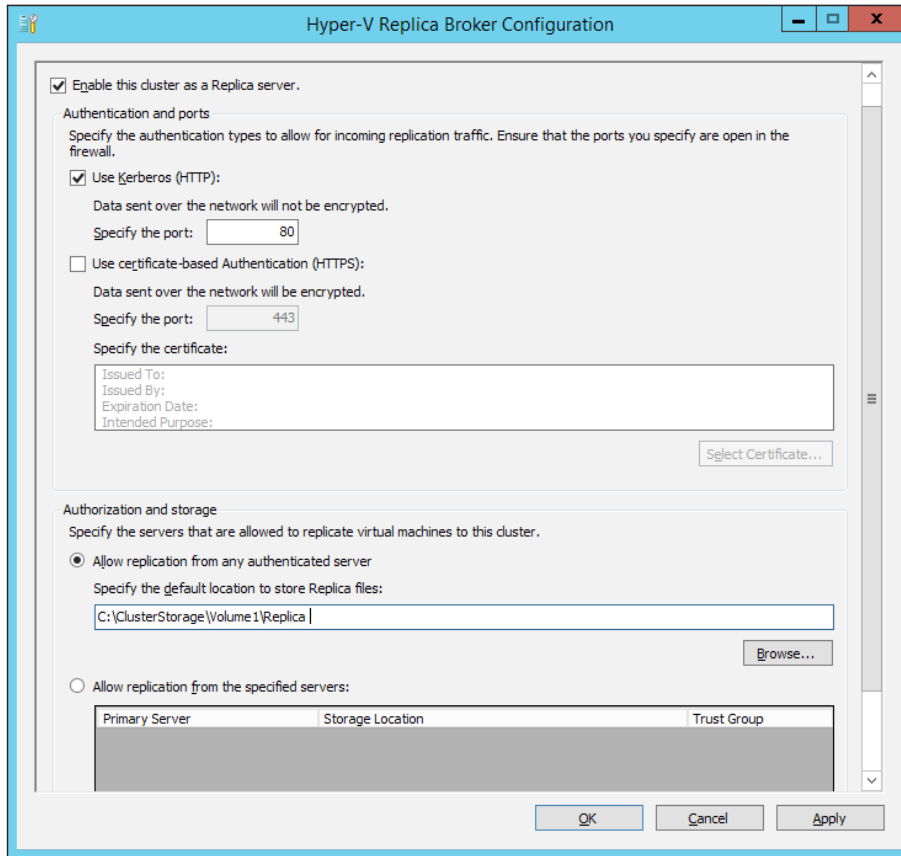 Hyper-V Replica Broker Configuration
Enable this cluster as a Replica server.
Authentication and ports
Specify the authentication types to allow for incoming replication traffic. Ensure that the ports you specify are open in the
firewall.
Use Kerberos (HTTP):
Data sent over the network will not be encrypted.
Specify the port: 80
Use certificate-based Authentication (HTTPS):
Data sent over the network will be encrypted.
Specify the port: 443
Specify the certificate:
Issued To:
Issued By:
Expiration Date:
Intended Purpose:
Select Certificate...
Authorization and storage
Specify the servers that are allowed to replicate virtual machines to this cluster.
Allow replication from any authenticated server
Specify the default location to store Replica files:
C:\ClusterStorage\Volume1\Replica
Browse...
Allow replication from the specified servers:
Primary Server Storage Location Trust Group
OK Cancel Apply